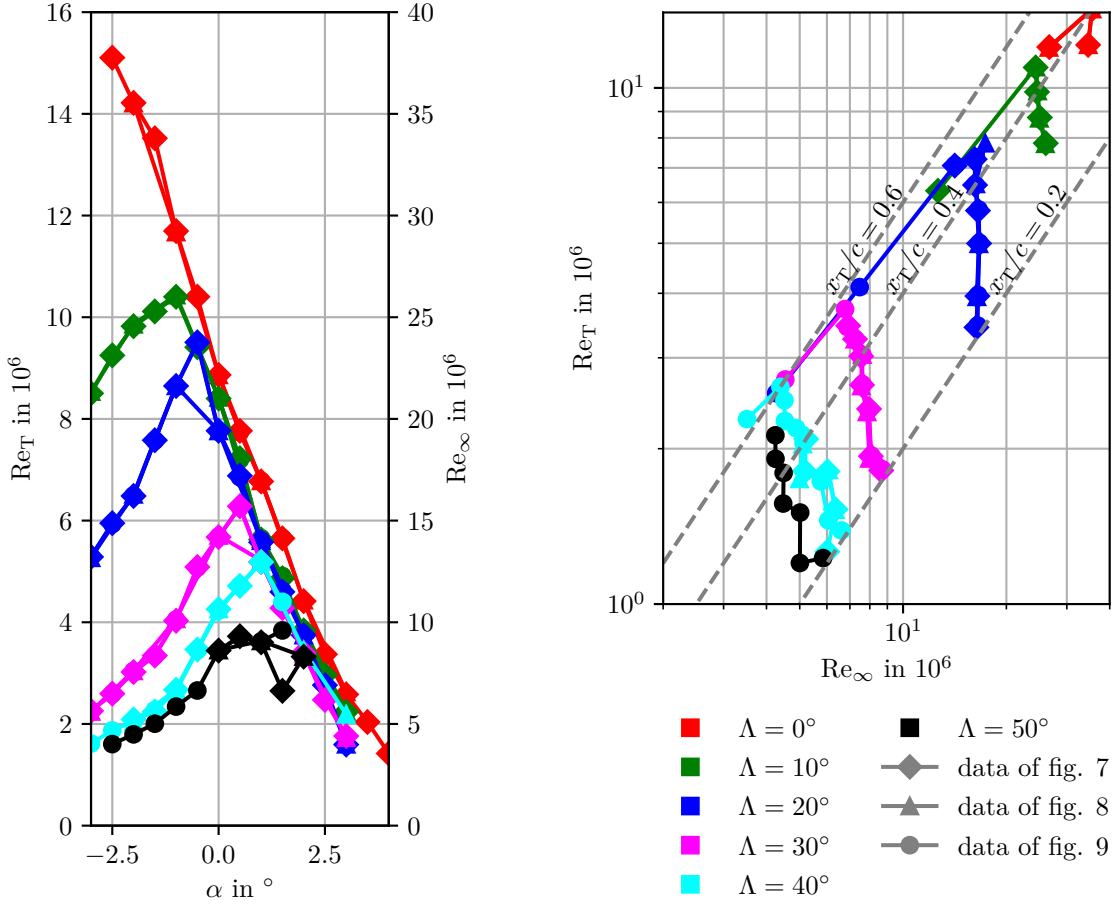 16
14
12
10
8
6
4
2
0
Re_T in 10^6
−2.5
0.0
2.5
α in °
40
35
30
25
20
15
10
5
0
Re_∞ in 10^6
10^1
10^0
Re_T in 10^6
x_T/c = 0.6
x_T/c = 0.4
x_T/c = 0.2
10^1
Re_∞ in 10^6
Λ = 0°
Λ = 10°
Λ = 20°
Λ = 30°
Λ = 40°
Λ = 50°
data of fig. 7
data of fig. 8
data of fig. 9